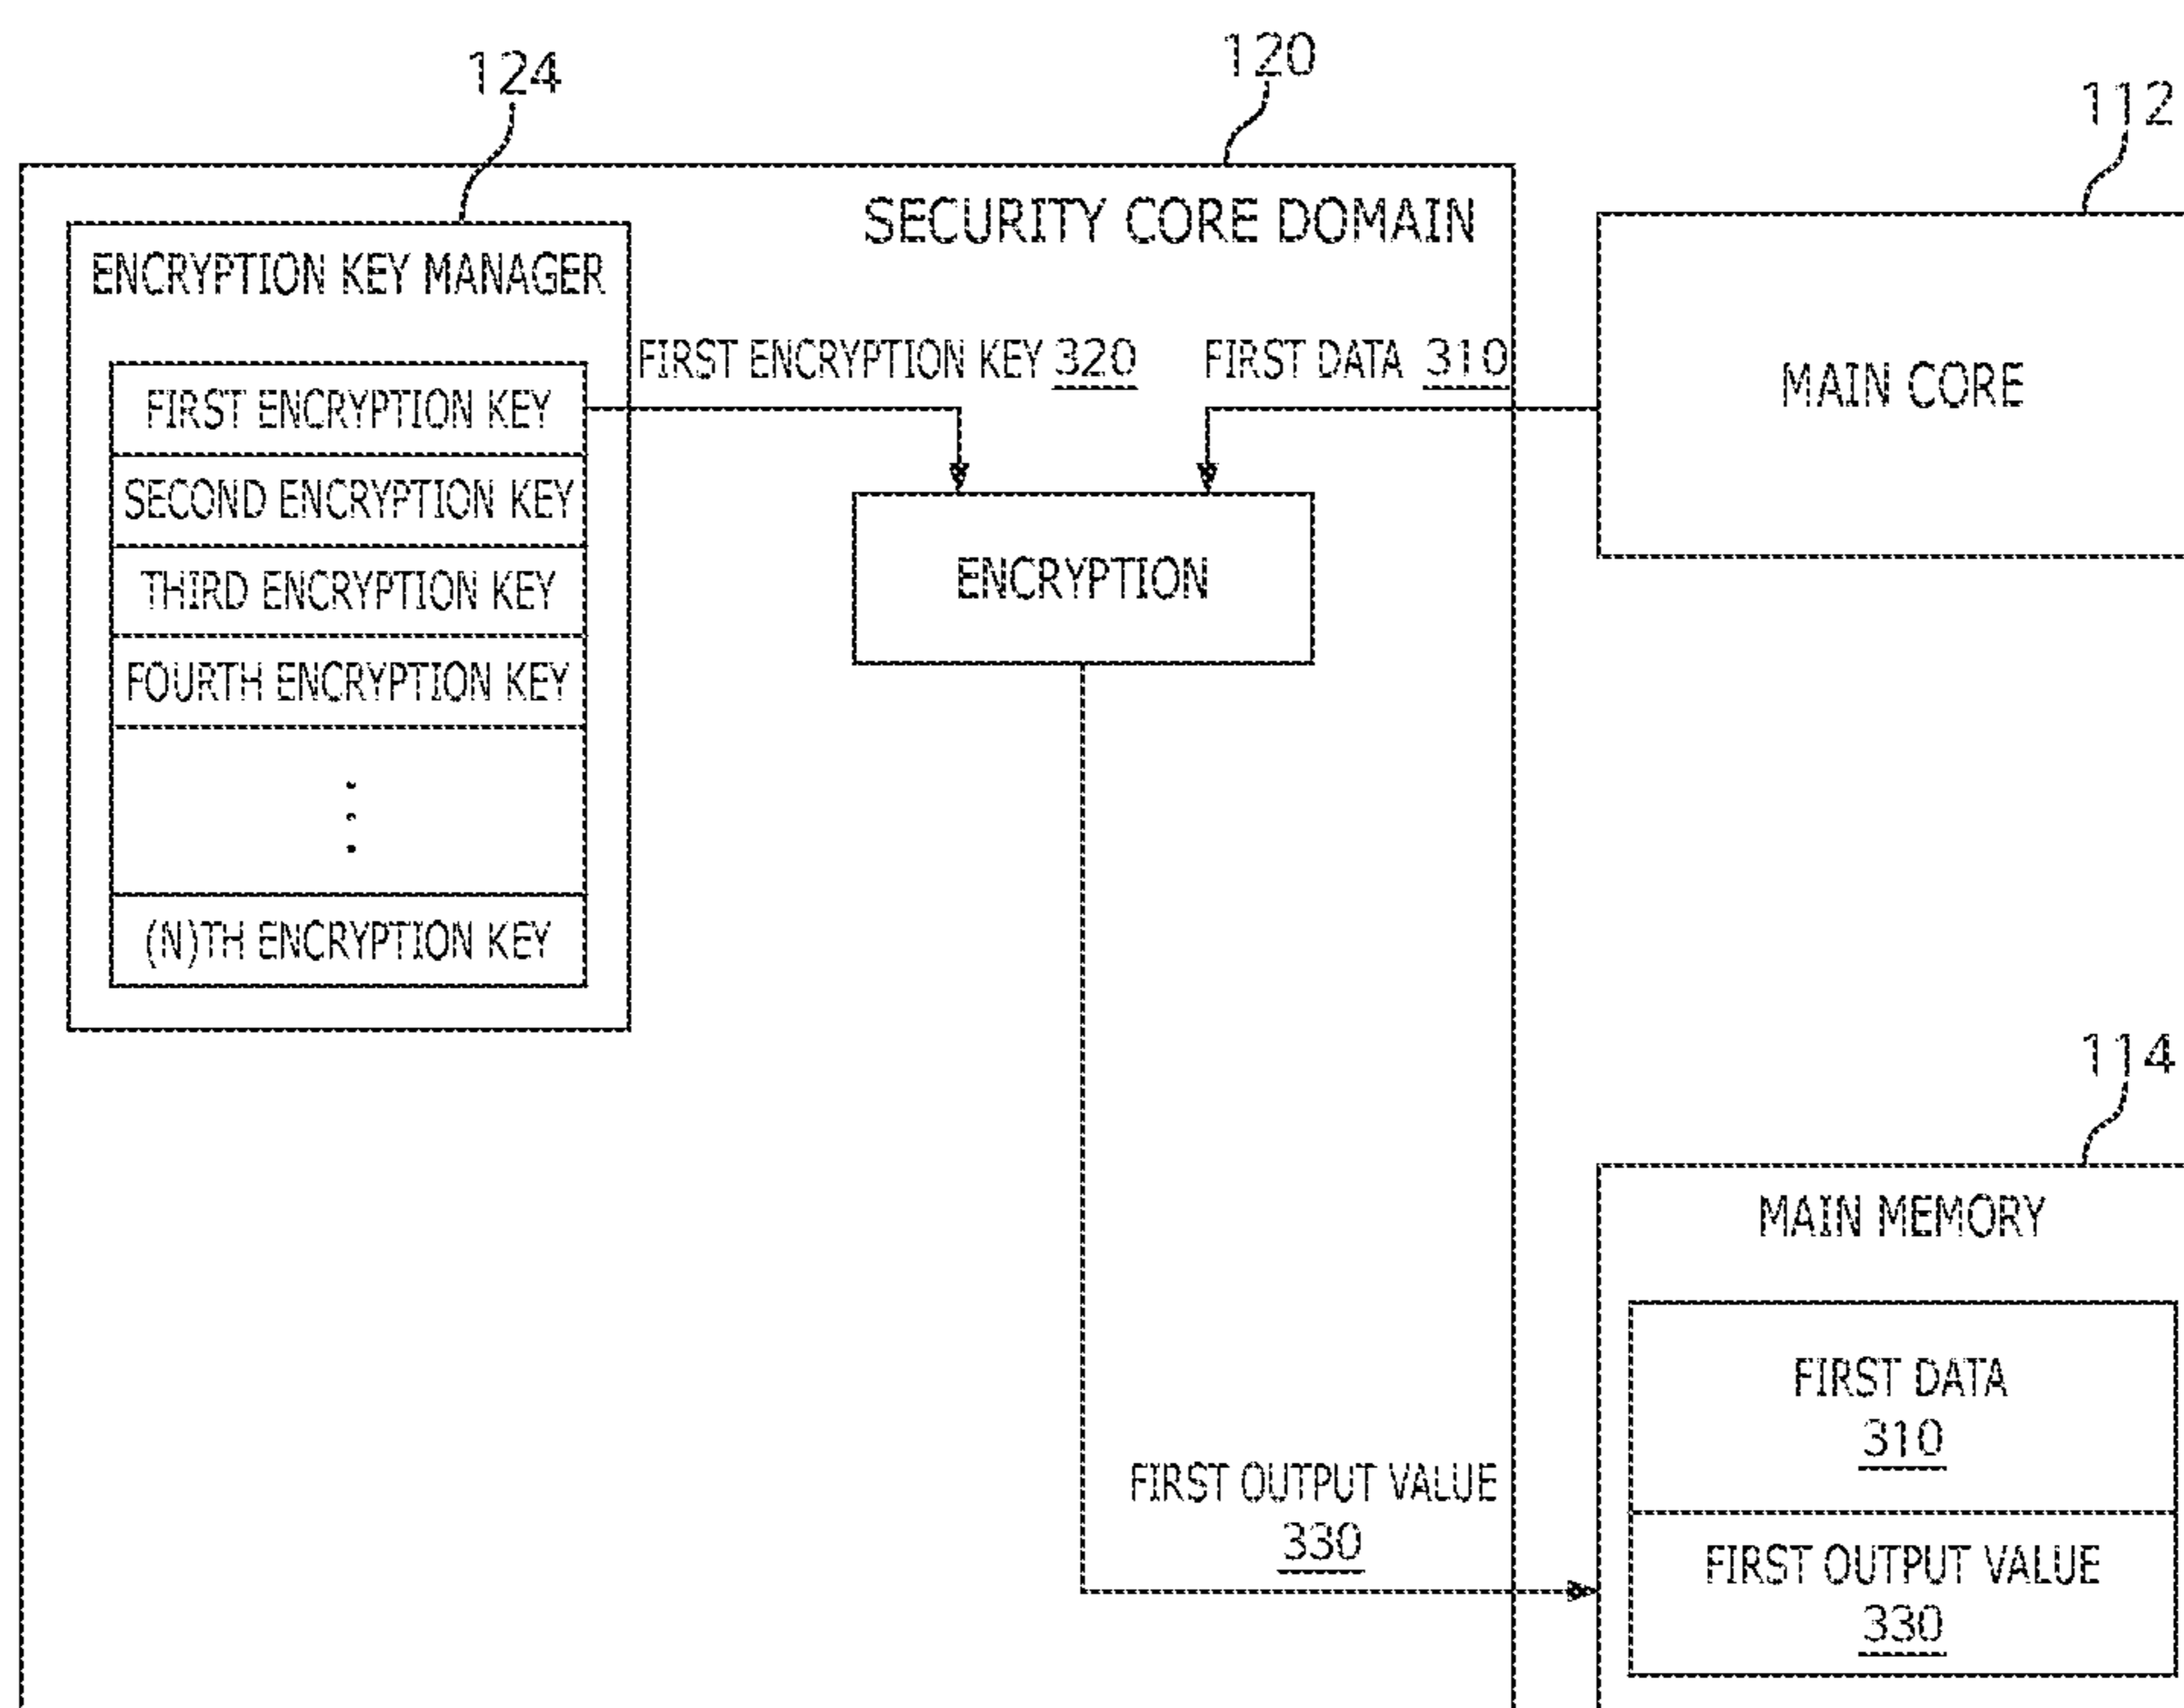 124
120
112
SECURITY CORE DOMAIN
ENCRYPTION KEY MANAGER
FIRST ENCRYPTION KEY
SECOND ENCRYPTION KEY
THIRD ENCRYPTION KEY
FOURTH ENCRYPTION KEY
(N)TH ENCRYPTION KEY
FIRST ENCRYPTION KEY 320
FIRST DATA 310
ENCRYPTION
MAIN CORE
114
MAIN MEMORY
FIRST DATA
310
FIRST OUTPUT VALUE
330
FIRST OUTPUT VALUE
330